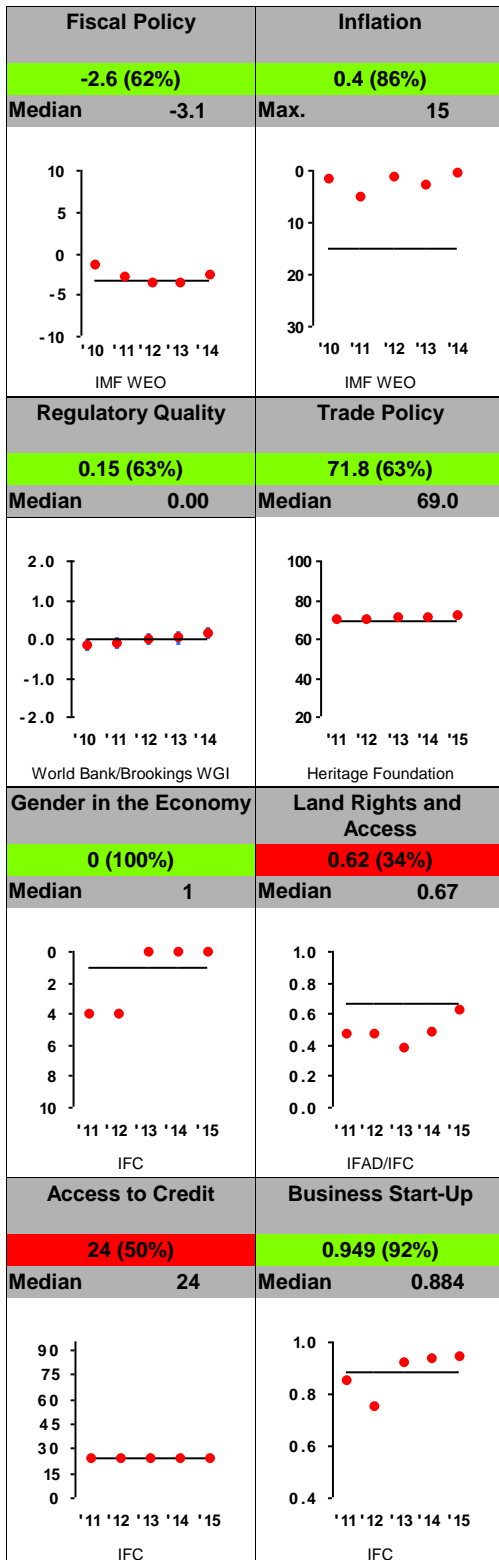 Fiscal Policy
-2.6 (62%)
Median -3.1
10
5
0
-5
-10
'10 '11 '12 '13 '14
IMF WEO
Inflation
0.4 (86%)
Max. 15
0
10
20
30
'10 '11 '12 '13 '14
IMF WEO
Regulatory Quality
0.15 (63%)
Median 0.00
2.0
1.0
0.0
-1.0
-2.0
'10 '11 '12 '13 '14
World Bank/Brookings WGI
Trade Policy
71.8 (63%)
Median 69.0
100
80
60
40
20
'11 '12 '13 '14 '15
Heritage Foundation
Gender in the Economy
0 (100%)
Median 1
0
2
4
6
8
10
'11 '12 '13 '14 '15
IFC
Land Rights and
Access
0.62 (34%)
Median 0.67
1.0
0.8
0.6
0.4
0.2
0.0
'11 '12 '13 '14 '15
IFAD/IFC
Access to Credit
24 (50%)
Median 24
90
75
60
45
30
15
0
'11 '12 '13 '14 '15
IFC
Business Start-Up
0.949 (92%)
Median 0.884
1.0
0.8
0.6
0.4
'11 '12 '13 '14 '15
IFC